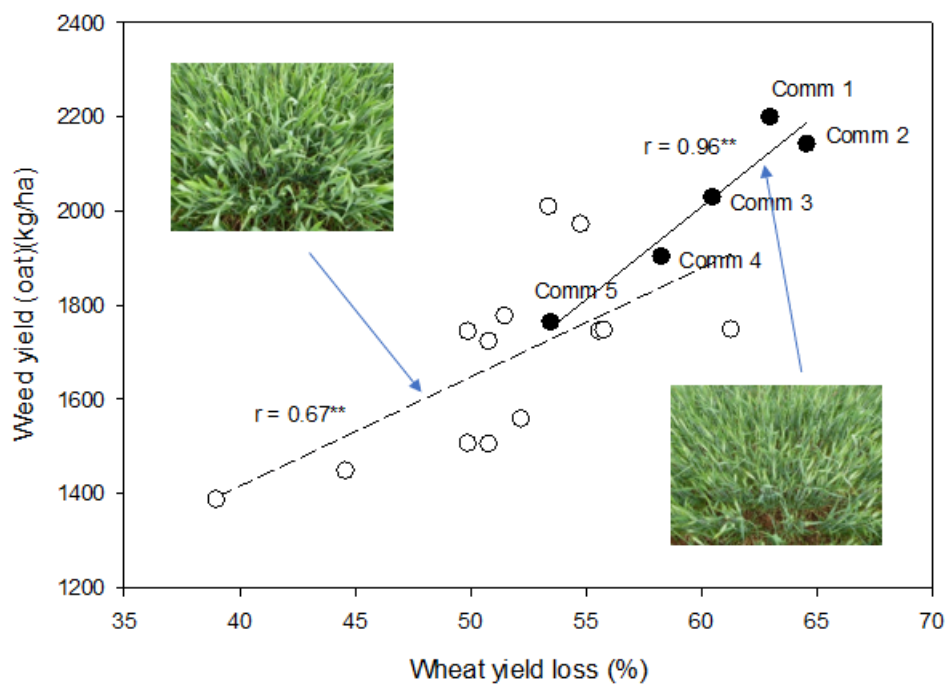 2400
2200
2000
1800
1600
1400
1200
Weed yield (oat)(kg/ha)
Comm 1
Comm 2
r = 0.96**
Comm 3
Comm 4
Comm 5
r = 0.67**
35
40
45
50
55
60
65
70
Wheat yield loss (%)